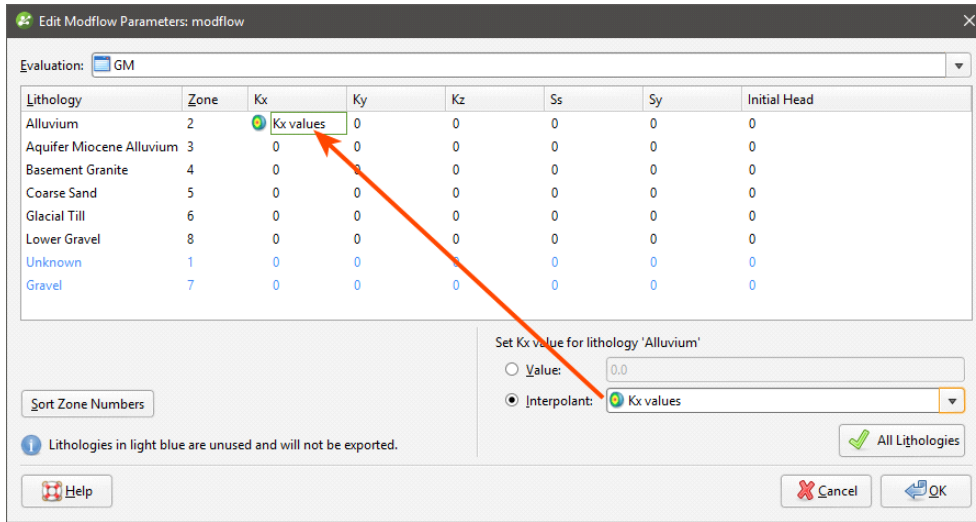 Edit Modflow Parameters: modflow
Evaluation: GM
Lithology Zone Kx Ky Kz Ss Sy Initial Head
Alluvium 2 Kx values 0 0 0 0 0
Aquifer Miocene Alluvium 3 0 0 0 0 0 0
Basement Granite 4 0 0 0 0 0 0
Coarse Sand 5 0 0 0 0 0 0
Glacial Till 6 0 0 0 0 0 0
Lower Gravel 8 0 0 0 0 0 0
Unknown 1 0 0 0 0 0 0
Gravel 7 0 0 0 0 0 0
Set Kx value for lithology 'Alluvium'
Value: 0.0
Interpolant: Kx values
Sort Zone Numbers
Lithologies in light blue are unused and will not be exported.
All Lithologies
Help
Cancel
OK